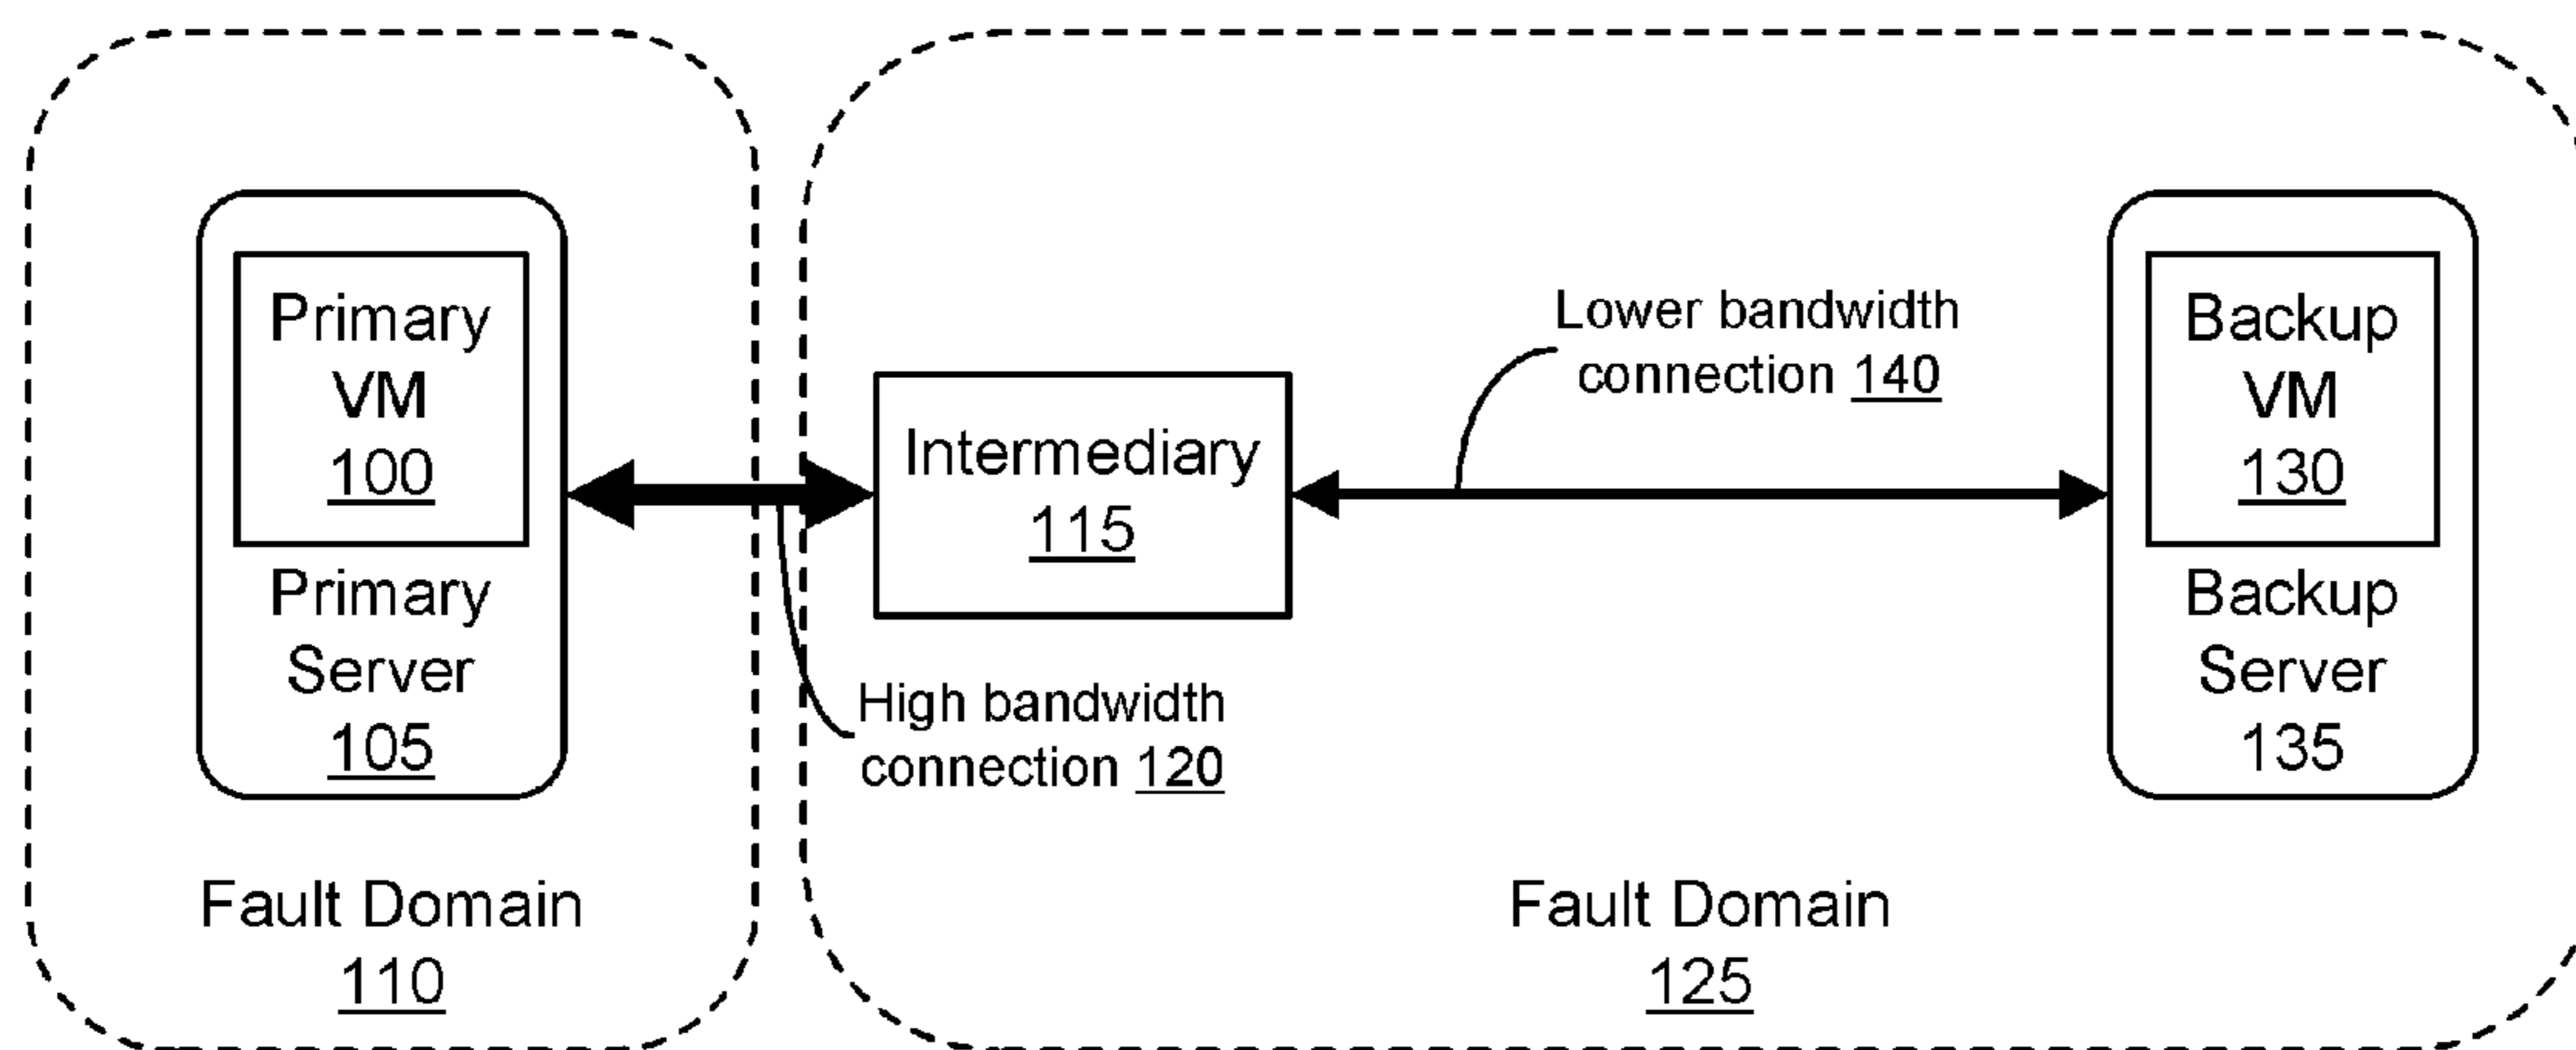 Primary
VM
100
Primary
Server
105
Fault Domain
110
Intermediary
115
High bandwidth
connection 120
Lower bandwidth
connection 140
Backup
VM
130
Backup
Server
135
Fault Domain
125